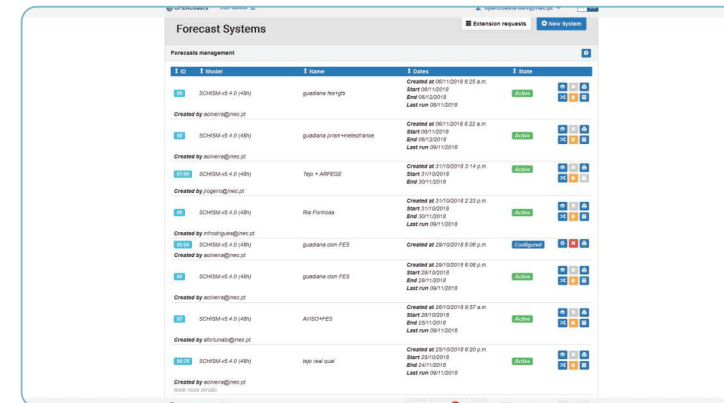 Forecast Systems
Extension requests
New System
Forecasts management
ID Model Name Dates State
SCHISM-v5 4.0 (48h) guadiana fes+gfs Created at 06/11/2018 6:25 a.m. Active
Start 06/11/2018
End 06/12/2018
Last run 08/11/2018
Created by aoliveira@lnec.pt
SCHISM-v5 4.0 (48h) guadiana prism+meteofrance Created at 06/11/2018 6:22 a.m. Active
Start 06/11/2018
End 06/12/2018
Last run 09/11/2018
Created by aoliveira@lnec.pt
SCHISM-v5 4.0 (48h) Tejo + ARPEGE Created at 31/10/2018 3:14 p.m. Active
Start 31/10/2018
End 30/11/2018
Created by jrogeiro@lnec.pt
SCHISM-v5 4.0 (48h) Ria Formosa Created at 31/10/2018 2:23 p.m. Active
Start 31/10/2018
End 30/11/2018
Last run 09/11/2018
Created by mfrodrigues@lnec.pt
SCHISM-v5 4.0 (48h) guadiana com FES Created at 29/10/2018 6:06 p.m. Configured
Created by aoliveira@lnec.pt
SCHISM-v5 4.0 (48h) guadiana com FES Created at 29/10/2018 6:06 p.m. Active
Start 29/10/2018
End 28/11/2018
Last run 09/11/2018
Created by aoliveira@lnec.pt
SCHISM-v5 4.0 (48h) AVISO+FES Created at 26/10/2018 9:57 a.m. Active
Start 26/10/2018
End 25/11/2018
Last run 09/11/2018
Created by afortunato@lnec.pt
SCHISM-v5 4.0 (48h) tejo real qual Created at 25/10/2018 6:20 p.m. Active
Start 25/10/2018
End 24/11/2018
Last run 09/11/2018
Created by aoliveira@lnec.pt
teste nova versão